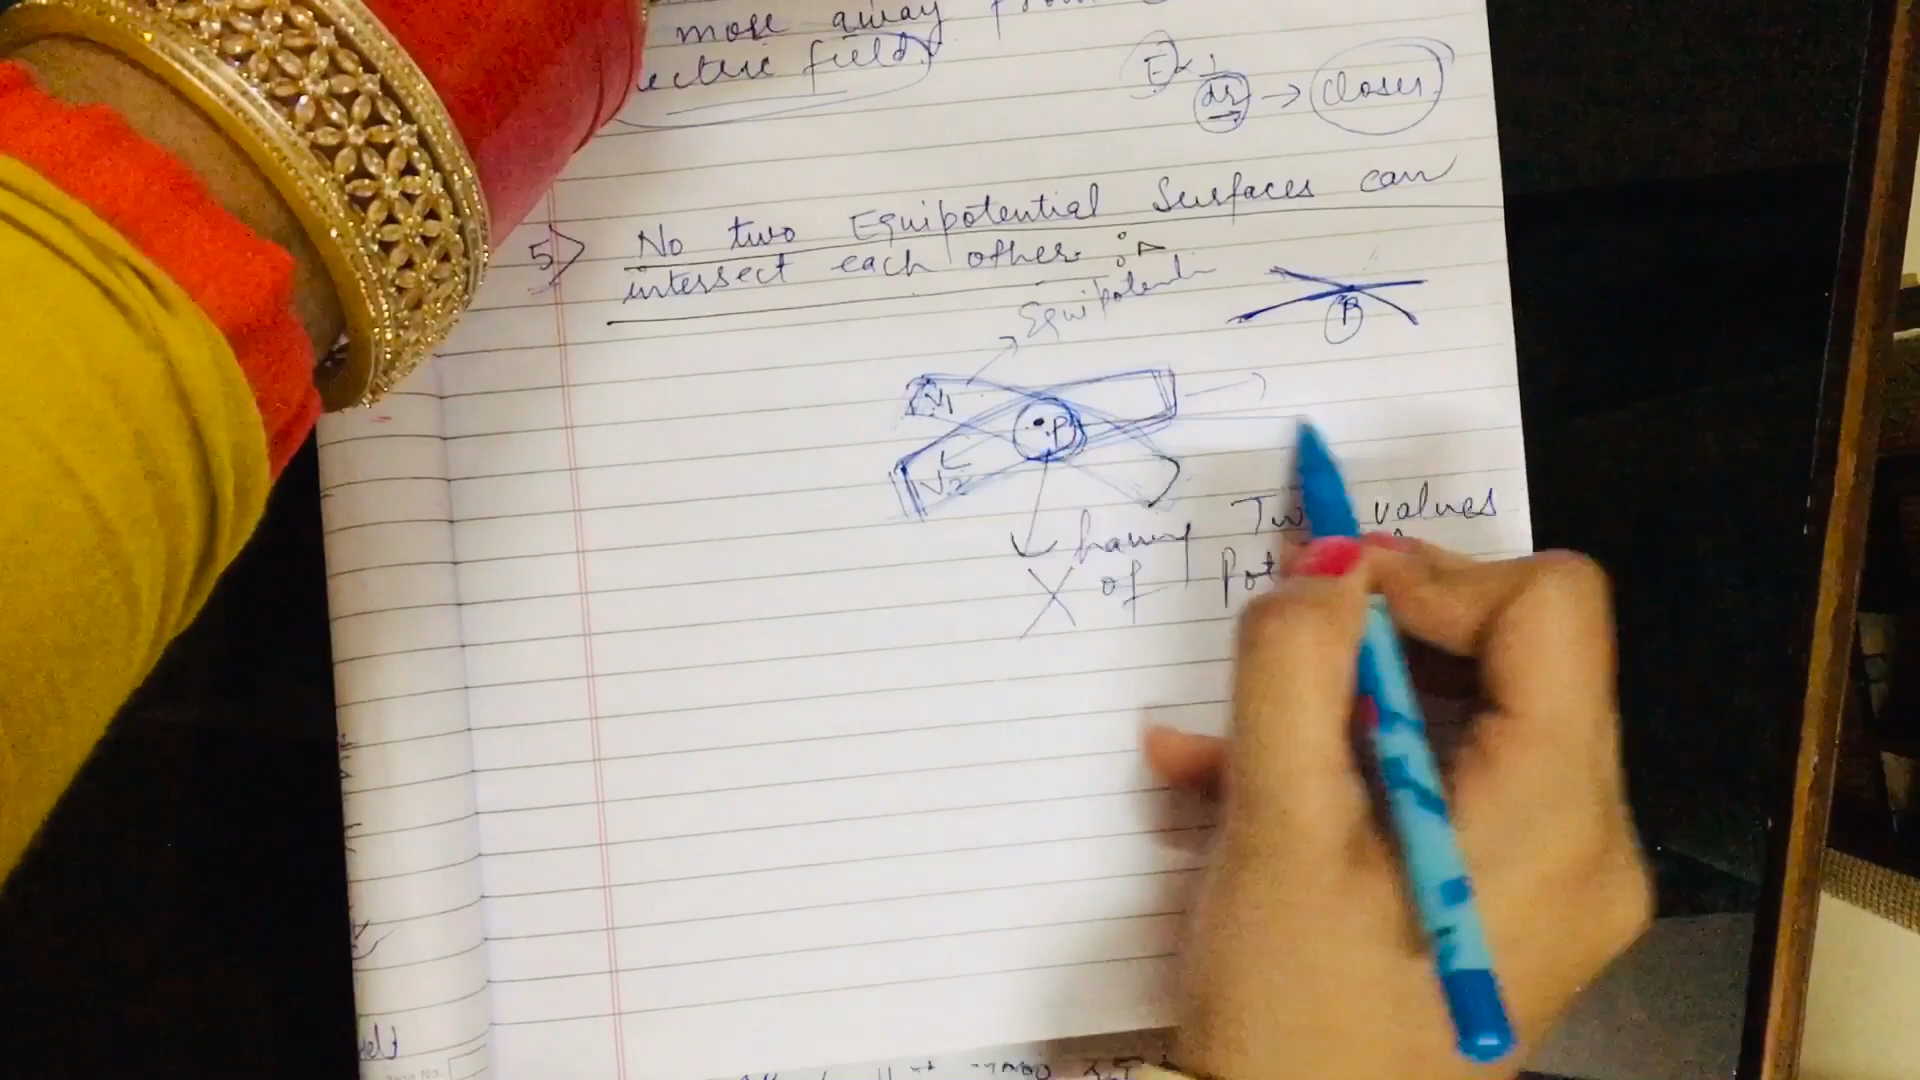 more away
ectric field.
E ∝ 1
dr → closer
5> No two Equipotential Surfaces can
intersect each other :-
Equipotenti
P
V1
P
V2
having Two values
of Pot